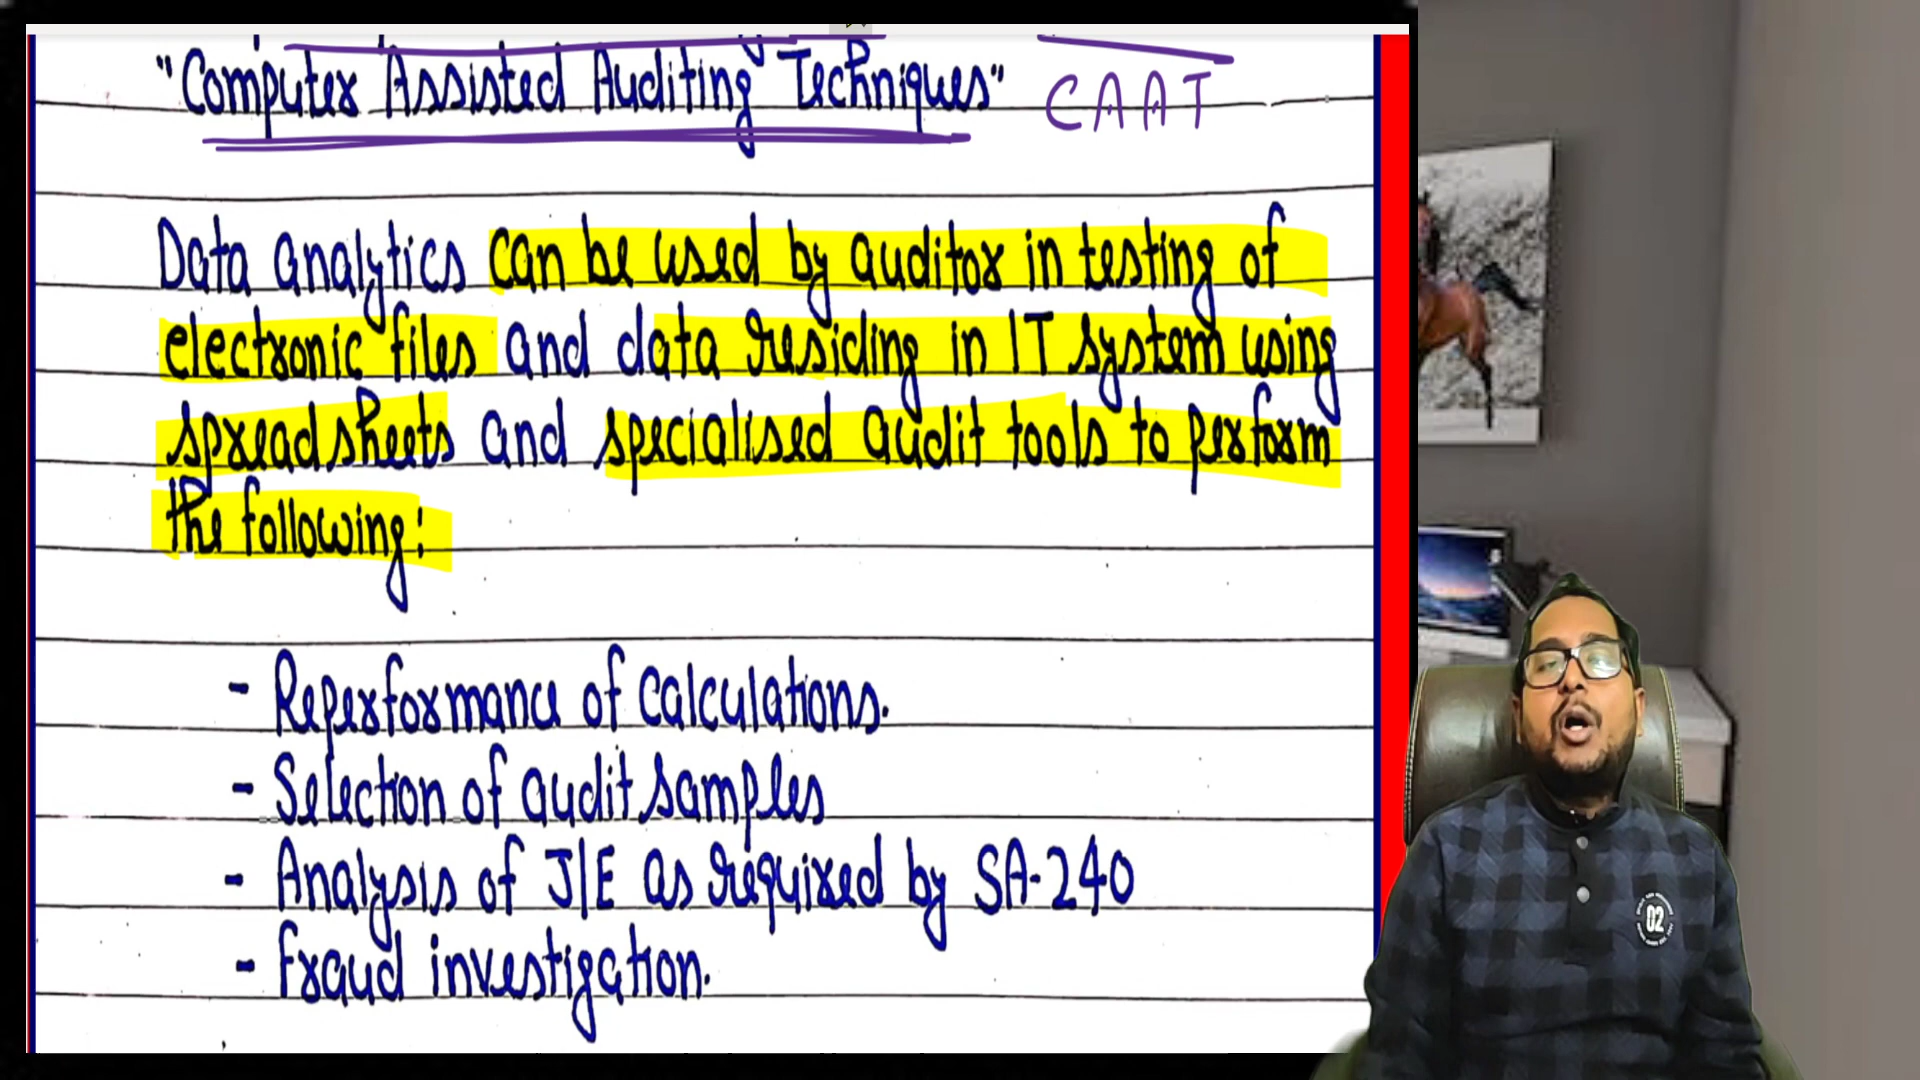 "Computer Assisted Auditing Techniques" CAAT
Data analytics can be used by auditor in testing of
electronic files and data residing in IT system using
spreadsheets and specialised audit tools to perform
the following:
- Reperformance of calculations.
- Selection of audit samples
- Analysis of J/E as required by SA-240
- Fraud investigation.
02